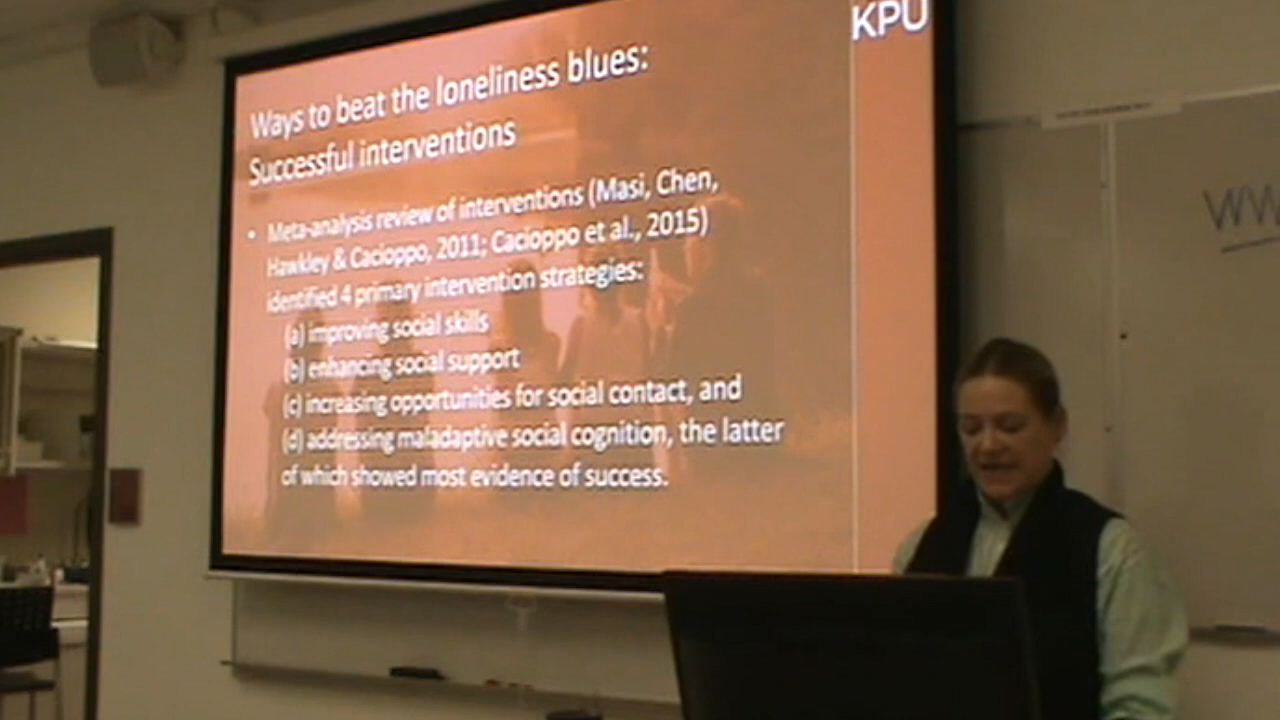 KPU
Ways to beat the loneliness blues:
Successful interventions
• Meta-analysis review of interventions (Masi, Chen,
Hawkley & Cacioppo, 2011; Cacioppo et al., 2015)
identified 4 primary intervention strategies:
(a) improving social skills
(b) enhancing social support
(c) increasing opportunities for social contact, and
(d) addressing maladaptive social cognition, the latter
of which showed most evidence of success.
WW